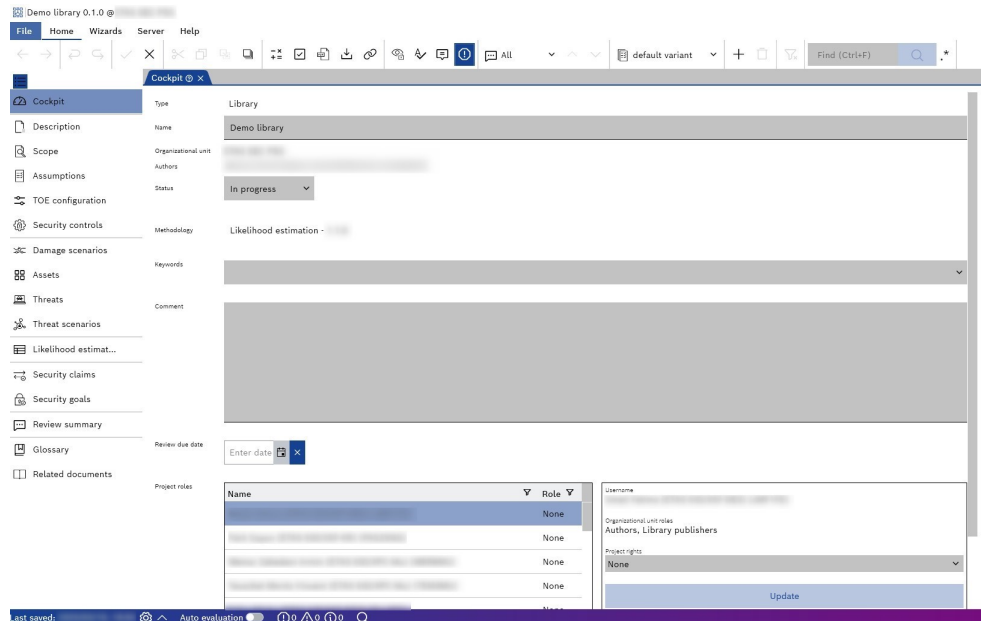 Demo library 0.1.0 @
File Home Wizards Server Help
All default variant Find (Ctrl+F) .*
Cockpit
Cockpit
Description
Scope
Assumptions
TOE configuration
Security controls
Damage scenarios
Assets
Threats
Threat scenarios
Likelihood estimat...
Security claims
Security goals
Review summary
Glossary
Related documents
Type Library
Name Demo library
Organizational unit
Authors
Status In progress
Methodology Likelihood estimation -
Keywords
Comment
Review due date Enter date
Project roles
Name Role
None
None
None
None
None
Username
Organizational unit roles
Authors, Library publishers
Project rights
None
Update
Last saved: Auto evaluation 0 0 0